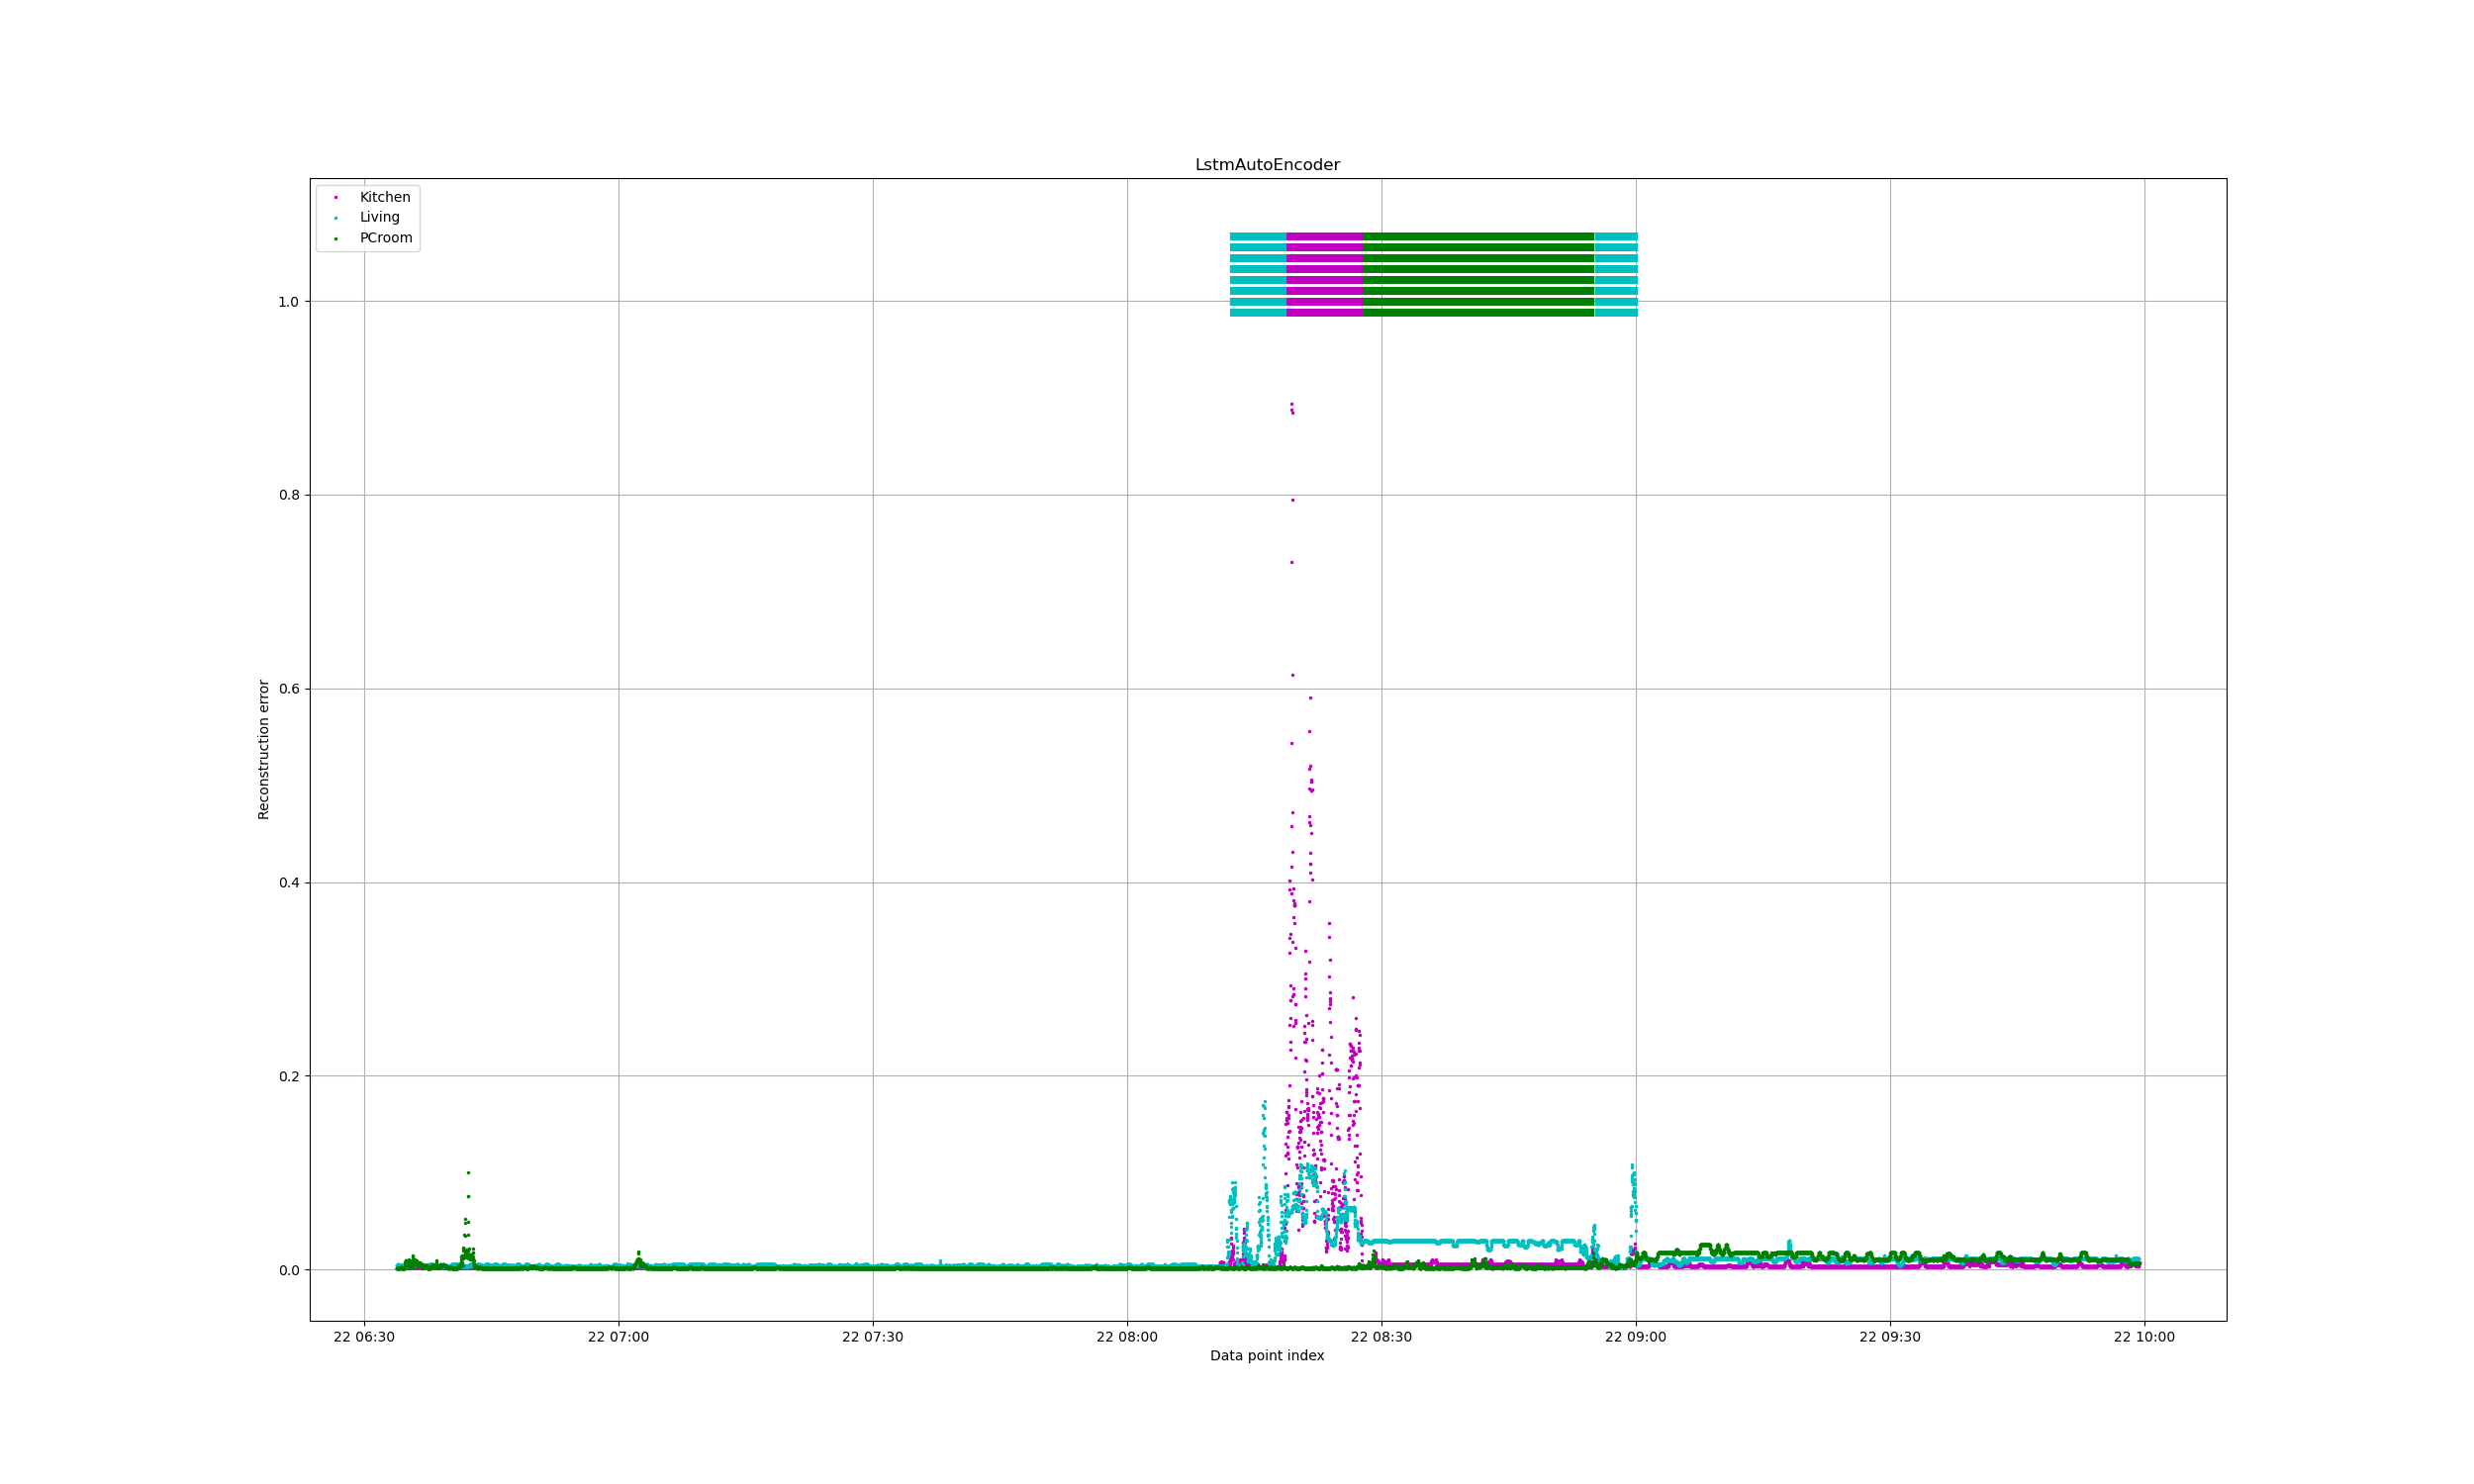 LstmAutoEncoder
Kitchen
Living
PCroom
1.0
0.8
0.6
0.4
0.2
0.0
Reconstruction error
22 06:30 22 07:00 22 07:30 22 08:00 22 08:30 22 09:00 22 09:30 22 10:00
Data point index